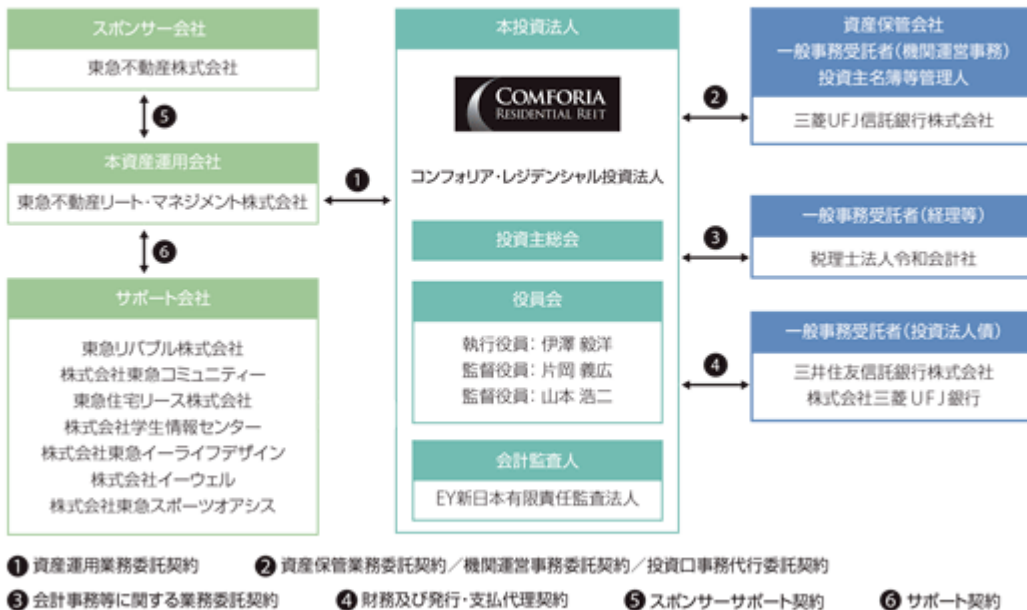 スポンサー会社
東急不動産株式会社
❺
本資産運用会社
東急不動産リート・マネジメント株式会社
❻
サポート会社
東急リバブル株式会社
株式会社東急コミュニティー
東急住宅リース株式会社
株式会社学生情報センター
株式会社東急イーライフデザイン
株式会社イーウェル
株式会社東急スポーツオアシス
❶
本投資法人
COMFORIA
RESIDENTIAL REIT
コンフォリア・レジデンシャル投資法人
投資主総会
役員会
執行役員：伊澤 毅洋
監督役員：片岡 義広
監督役員：山本 浩二
会計監査人
EY新日本有限責任監査法人
❷
資産保管会社
一般事務受託者（機関運営事務）
投資主名簿等管理人
三菱UFJ信託銀行株式会社
❸
一般事務受託者（経理等）
税理士法人令和会計社
❹
一般事務受託者（投資法人債）
三井住友信託銀行株式会社
株式会社三菱UFJ銀行
❶ 資産運用業務委託契約 ❷ 資産保管業務委託契約／機関運営事務委託契約／投資口事務代行委託契約
❸ 会計事務等に関する業務委託契約 ❹ 財務及び発行・支払代理契約 ❺ スポンサーサポート契約 ❻ サポート契約